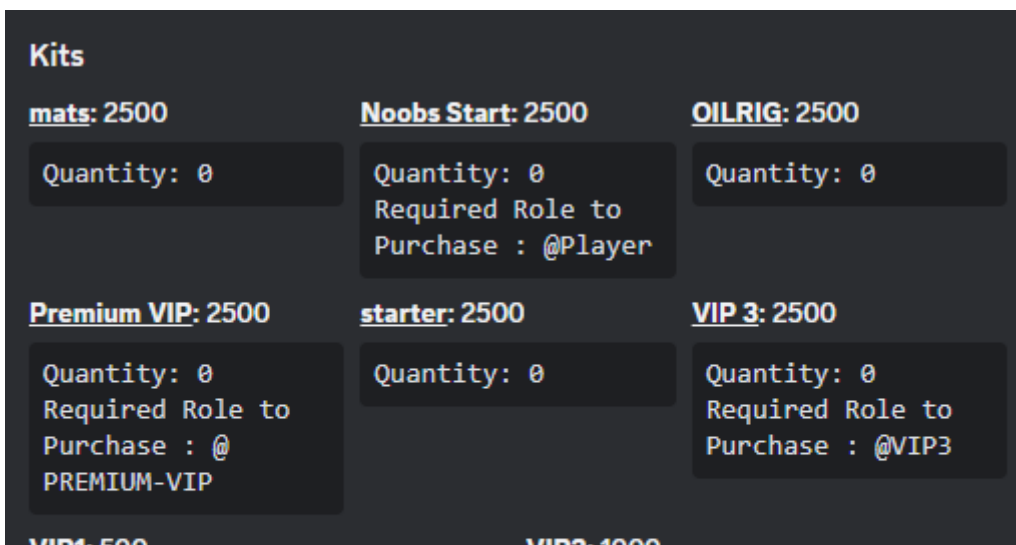 Kits
mats: 2500
Quantity: 0
Noobs Start: 2500
Quantity: 0
Required Role to
Purchase : @Player
OILRIG: 2500
Quantity: 0
Premium VIP: 2500
Quantity: 0
Required Role to
Purchase : @
PREMIUM-VIP
starter: 2500
Quantity: 0
VIP 3: 2500
Quantity: 0
Required Role to
Purchase : @VIP3